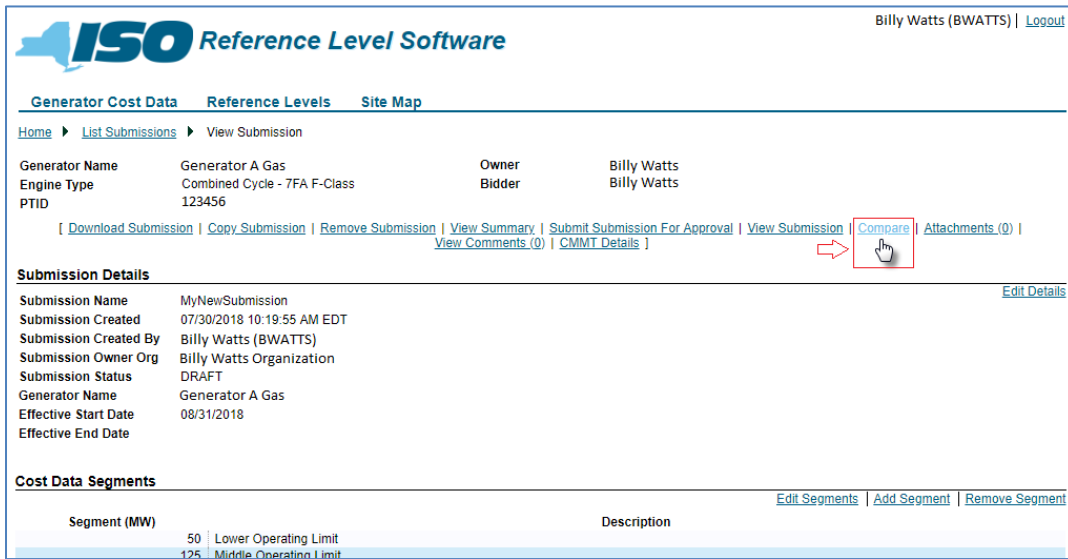 Billy Watts (BWATTS) | Logout
ISO Reference Level Software
Generator Cost Data Reference Levels Site Map
Home List Submissions View Submission
Generator Name Generator A Gas Owner Billy Watts
Engine Type Combined Cycle - 7FA F-Class Bidder Billy Watts
PTID 123456
[ Download Submission | Copy Submission | Remove Submission | View Summary | Submit Submission For Approval | View Submission | Compare | Attachments (0) |
View Comments (0) | CMMT Details ]
Submission Details
Edit Details
Submission Name MyNewSubmission
Submission Created 07/30/2018 10:19:55 AM EDT
Submission Created By Billy Watts (BWATTS)
Submission Owner Org Billy Watts Organization
Submission Status DRAFT
Generator Name Generator A Gas
Effective Start Date 08/31/2018
Effective End Date
Cost Data Segments
Edit Segments | Add Segment | Remove Segment
Segment (MW) Description
50 Lower Operating Limit
125 Middle Operating Limit